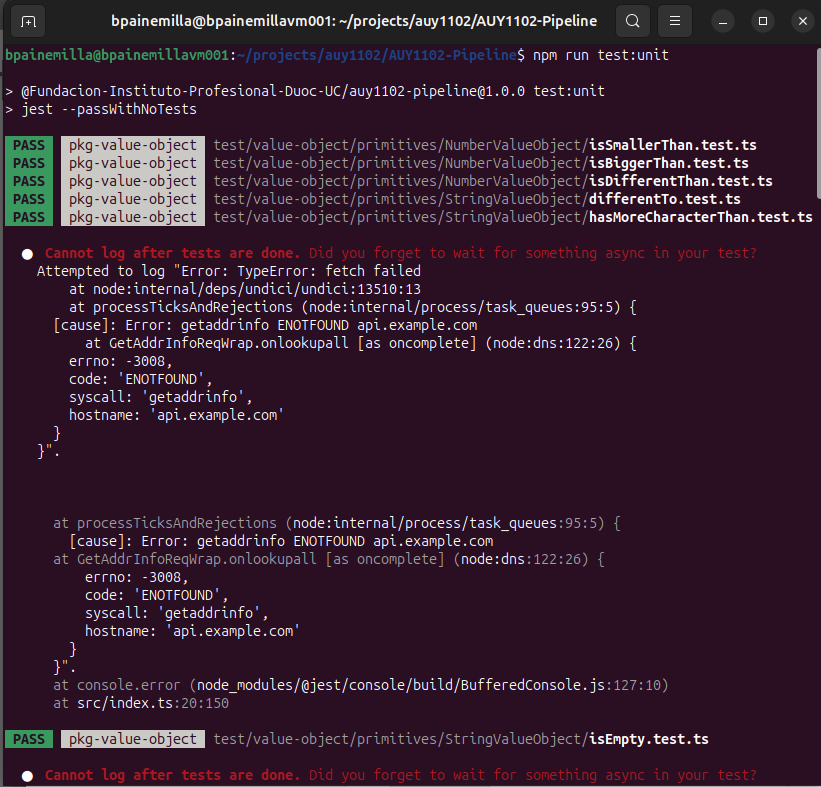 bpainemilla@bpainemillavm001: ~/projects/auy1102/AUY1102-Pipeline
bpainemilla@bpainemillavm001:~/projects/auy1102/AUY1102-Pipeline$ npm run test:unit
> @Fundacion-Instituto-Profesional-Duoc-UC/auy1102-pipeline@1.0.0 test:unit
> jest --passWithNoTests
PASS pkg-value-object test/value-object/primitives/NumberValueObject/isSmallerThan.test.ts
PASS pkg-value-object test/value-object/primitives/NumberValueObject/isBiggerThan.test.ts
PASS pkg-value-object test/value-object/primitives/NumberValueObject/isDifferentThan.test.ts
PASS pkg-value-object test/value-object/primitives/StringValueObject/differentTo.test.ts
PASS pkg-value-object test/value-object/primitives/StringValueObject/hasMoreCharacterThan.test.ts
● Cannot log after tests are done. Did you forget to wait for something async in your test?
Attempted to log "Error: TypeError: fetch failed
at node:internal/deps/undici/undici:13510:13
at processTicksAndRejections (node:internal/process/task_queues:95:5) {
[cause]: Error: getaddrinfo ENOTFOUND api.example.com
at GetAddrInfoReqWrap.onlookupall [as oncomplete] (node:dns:122:26) {
errno: -3008,
code: 'ENOTFOUND',
syscall: 'getaddrinfo',
hostname: 'api.example.com'
}
}".
at processTicksAndRejections (node:internal/process/task_queues:95:5) {
[cause]: Error: getaddrinfo ENOTFOUND api.example.com
at GetAddrInfoReqWrap.onlookupall [as oncomplete] (node:dns:122:26) {
errno: -3008,
code: 'ENOTFOUND',
syscall: 'getaddrinfo',
hostname: 'api.example.com'
}
}".
at console.error (node_modules/@jest/console/build/BufferedConsole.js:127:10)
at src/index.ts:20:150
PASS pkg-value-object test/value-object/primitives/StringValueObject/isEmpty.test.ts
● Cannot log after tests are done. Did you forget to wait for something async in your test?